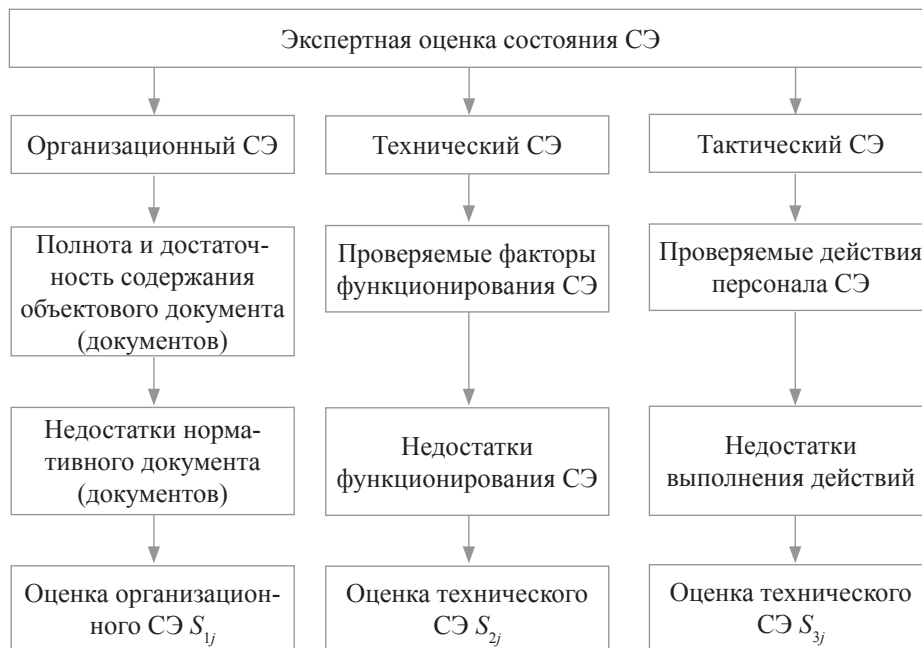 Экспертная оценка состояния СЭ
Организационный СЭ
Технический СЭ
Тактический СЭ
Полнота и достаточ-
ность содержания
объектового документа
(документов)
Проверяемые факторы
функционирования СЭ
Проверяемые действия
персонала СЭ
Недостатки норма-
тивного документа
(документов)
Недостатки
функционирования СЭ
Недостатки
выполнения действий
Оценка организацион-
ного СЭ S1j
Оценка технического
СЭ S2j
Оценка технического
СЭ S3j